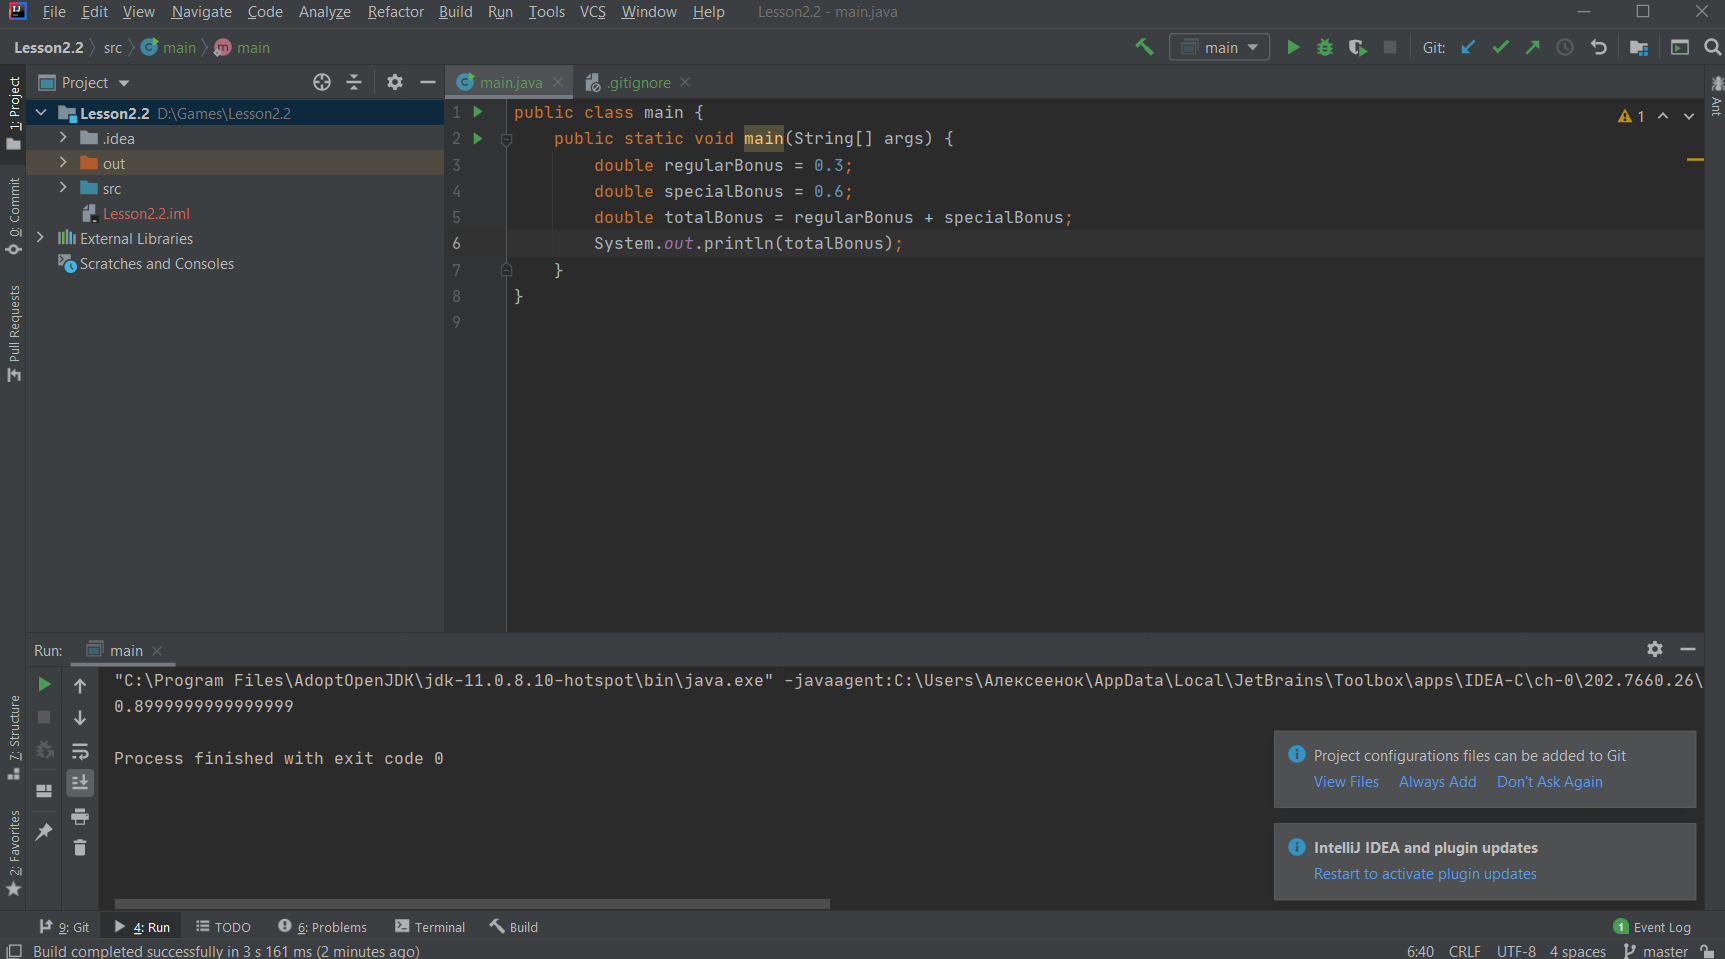 File Edit View Navigate Code Analyze Refactor Build Run Tools VCS Window Help Lesson2.2 - main.java
Lesson2.2 src main main
main Git:
Project
main.java .gitignore
1: Project
0: Commit
Pull Requests
7: Structure
2: Favorites
Ant
Lesson2.2 D:\Games\Lesson2.2
.idea
out
src
Lesson2.2.iml
External Libraries
Scratches and Consoles
1 public class main {
2 public static void main(String[] args) {
3 double regularBonus = 0.3;
4 double specialBonus = 0.6;
5 double totalBonus = regularBonus + specialBonus;
6 System.out.println(totalBonus);
7 }
8 }
9
1
Run: main
"C:\Program Files\AdoptOpenJDK\jdk-11.0.8.10-hotspot\bin\java.exe" -javaagent:C:\Users\Алексеенок\AppData\Local\JetBrains\Toolbox\apps\IDEA-C\ch-0\202.7660.26\
0.8999999999999999
Process finished with exit code 0
Project configurations files can be added to Git
View Files Always Add Don't Ask Again
IntelliJ IDEA and plugin updates
Restart to activate plugin updates
9: Git 4: Run TODO 6: Problems Terminal Build 1 Event Log
Build completed successfully in 3 s 161 ms (2 minutes ago) 6:40 CRLF UTF-8 4 spaces master